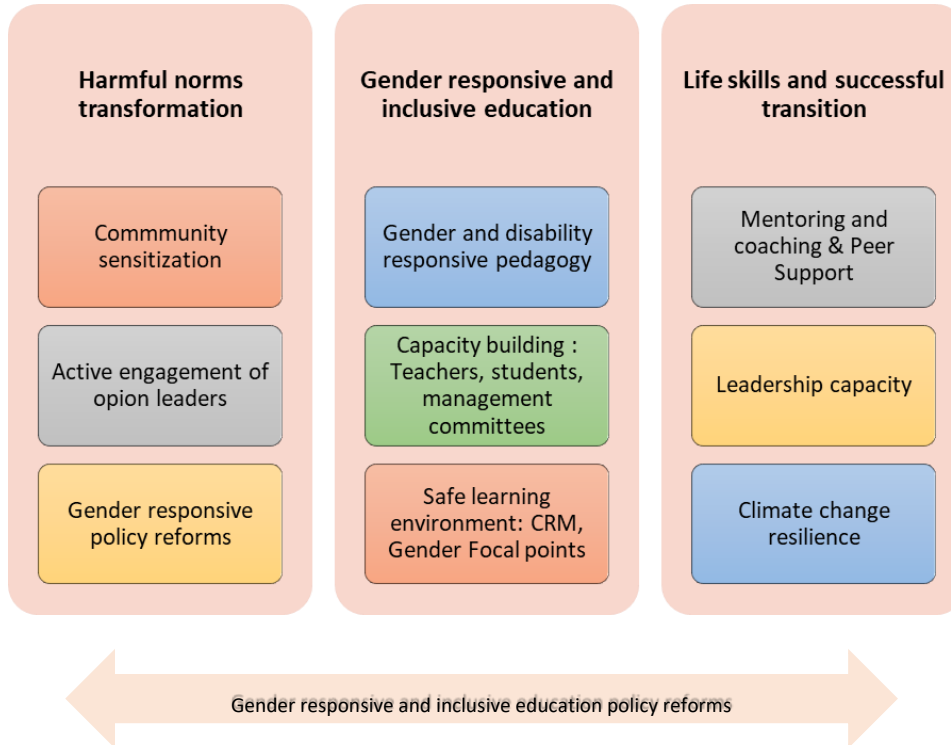 Harmful norms
transformation
Commmunity
sensitization
Active engagement of
opion leaders
Gender responsive
policy reforms
Gender responsive and
inclusive education
Gender and disability
responsive pedagogy
Capacity building :
Teachers, students,
management
committees
Safe learning
environment: CRM,
Gender Focal points
Life skills and successful
transition
Mentoring and
coaching & Peer
Support
Leadership capacity
Climate change
resilience
Gender responsive and inclusive education policy reforms